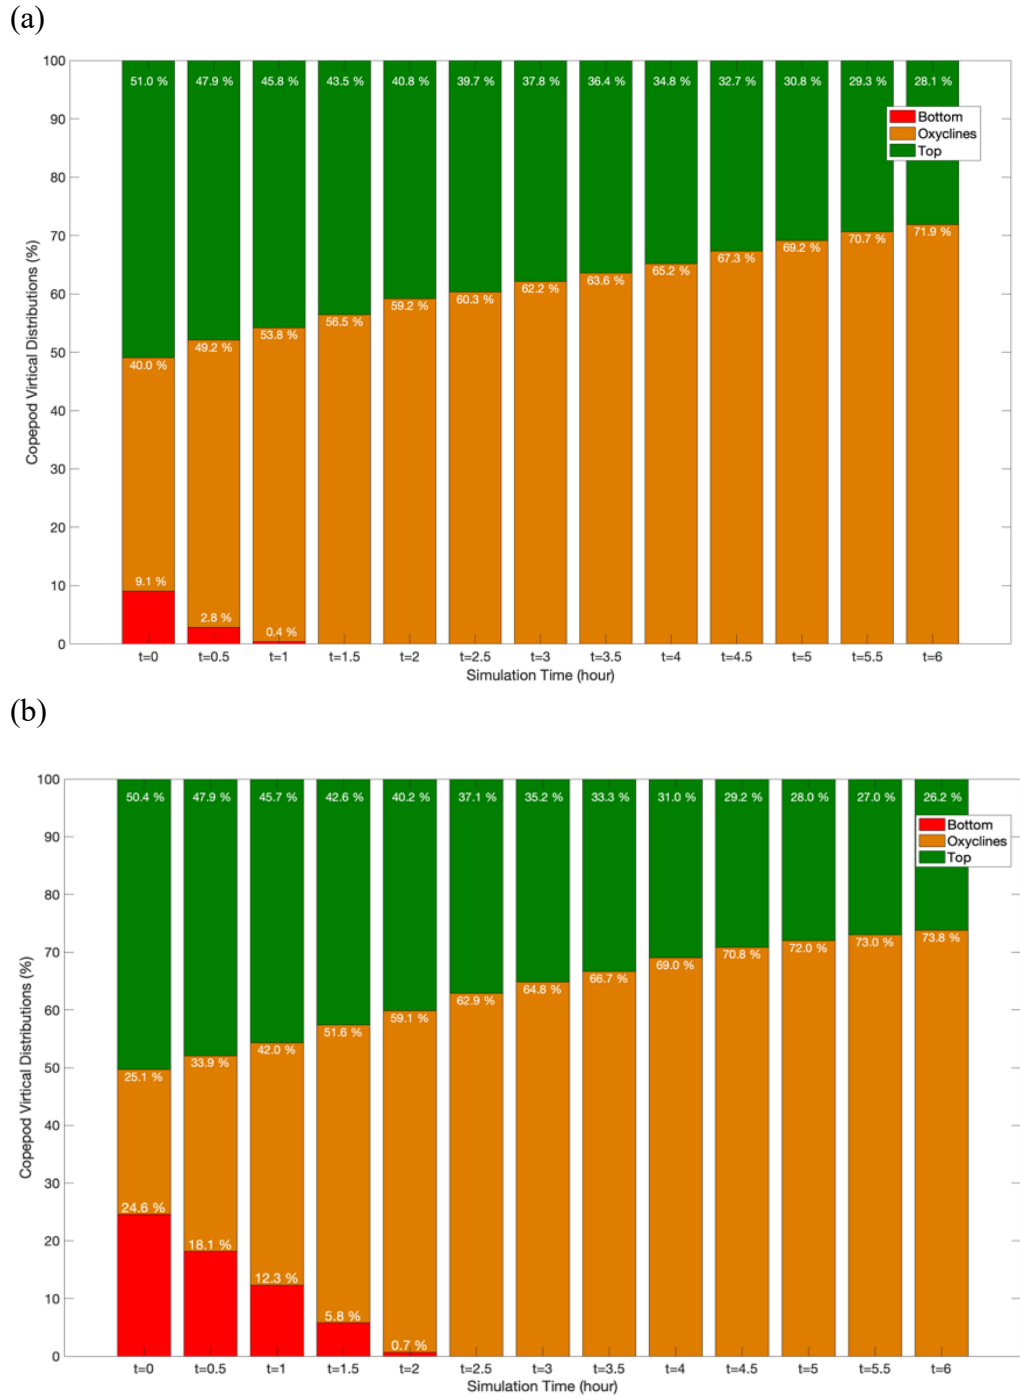 (a)
100
90
80
70
60
50
40
30
20
10
0
Copepod Virtical Distributions (%)
51.0 % 47.9 % 45.8 % 43.5 % 40.8 % 39.7 % 37.8 % 36.4 % 34.8 % 32.7 % 30.8 % 29.3 % 28.1 %
Bottom
Oxyclines
Top
40.0 % 49.2 % 53.8 % 56.5 % 59.2 % 60.3 % 62.2 % 63.6 % 65.2 % 67.3 % 69.2 % 70.7 % 71.9 %
9.1 % 2.8 % 0.4 %
t=0 t=0.5 t=1 t=1.5 t=2 t=2.5 t=3 t=3.5 t=4 t=4.5 t=5 t=5.5 t=6
Simulation Time (hour)
(b)
100
90
80
70
60
50
40
30
20
10
0
Copepod Virtical Distributions (%)
50.4 % 47.9 % 45.7 % 42.6 % 40.2 % 37.1 % 35.2 % 33.3 % 31.0 % 29.2 % 28.0 % 27.0 % 26.2 %
Bottom
Oxyclines
Top
25.1 % 33.9 % 42.0 % 51.6 % 59.1 % 62.9 % 64.8 % 66.7 % 69.0 % 70.8 % 72.0 % 73.0 % 73.8 %
24.6 % 18.1 % 12.3 % 5.8 % 0.7 %
t=0 t=0.5 t=1 t=1.5 t=2 t=2.5 t=3 t=3.5 t=4 t=4.5 t=5 t=5.5 t=6
Simulation Time (hour)